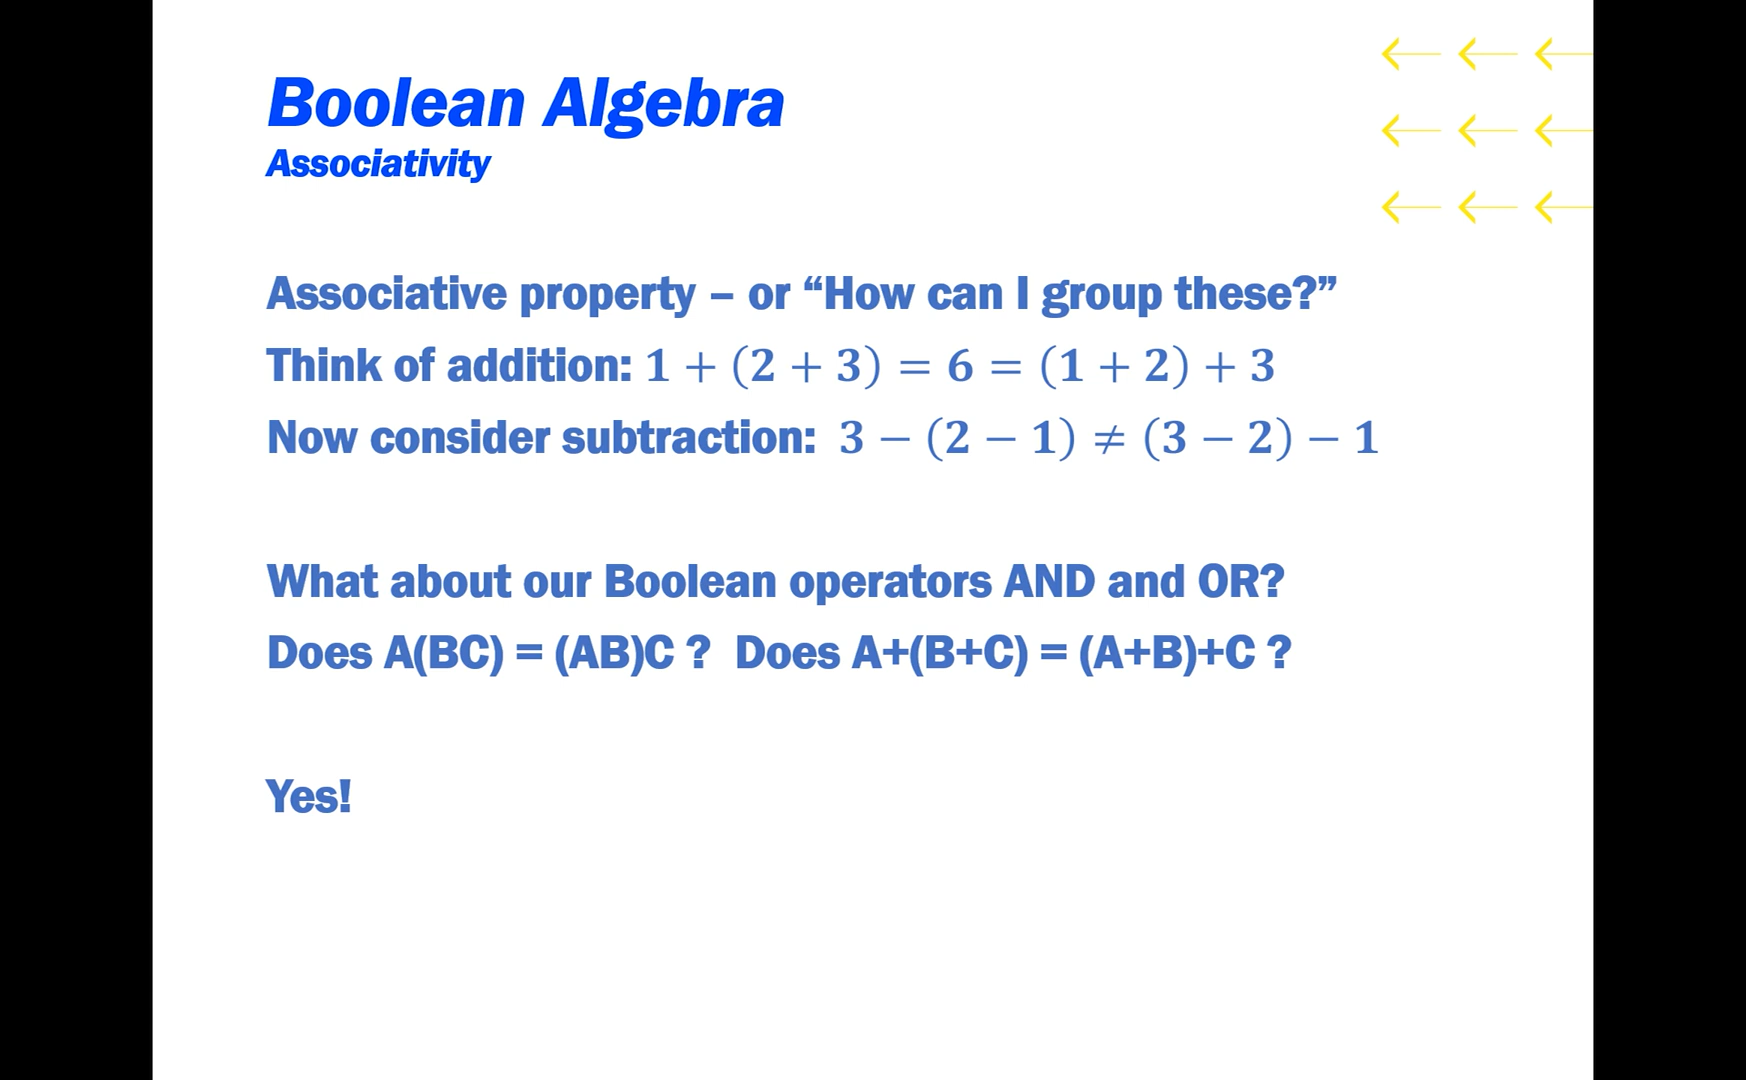 Boolean Algebra
Associativity
Associative property – or “How can I group these?”
Think of addition: 1 + (2 + 3) = 6 = (1 + 2) + 3
Now consider subtraction: 3 − (2 − 1) ≠ (3 − 2) − 1
What about our Boolean operators AND and OR?
Does A(BC) = (AB)C ? Does A+(B+C) = (A+B)+C ?
Yes!